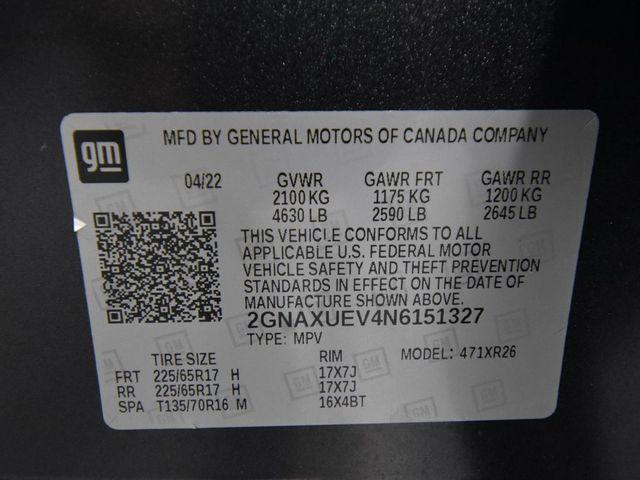 gm
MFD BY GENERAL MOTORS OF CANADA COMPANY
04/22 GVWR GAWR FRT GAWR RR
2100 KG 1175 KG 1200 KG
4630 LB 2590 LB 2645 LB
THIS VEHICLE CONFORMS TO ALL
APPLICABLE U.S. FEDERAL MOTOR
VEHICLE SAFETY AND THEFT PREVENTION
STANDARDS IN EFFECT ON THE DATE
OF MANUFACTURE SHOWN ABOVE.
2GNAXUEV4N6151327
TYPE: MPV MODEL: 471XR26
TIRE SIZE RIM
FRT 225/65R17 H 17X7J
RR 225/65R17 H 17X7J
SPA T135/70R16 M 16X4BT